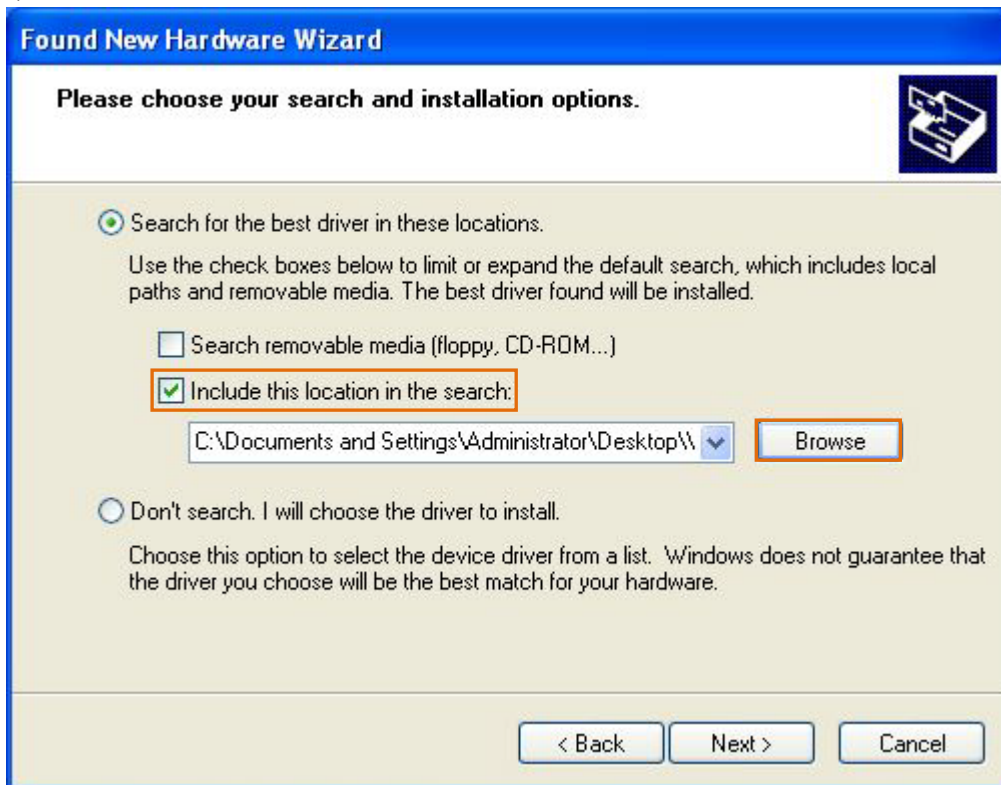 Found New Hardware Wizard
Please choose your search and installation options.
Search for the best driver in these locations.
Use the check boxes below to limit or expand the default search, which includes local
paths and removable media. The best driver found will be installed.
Search removable media (floppy, CD-ROM...)
Include this location in the search:
C:\Documents and Settings\Administrator\Desktop\\
Browse
Don't search. I will choose the driver to install.
Choose this option to select the device driver from a list. Windows does not guarantee that
the driver you choose will be the best match for your hardware.
< Back
Next >
Cancel